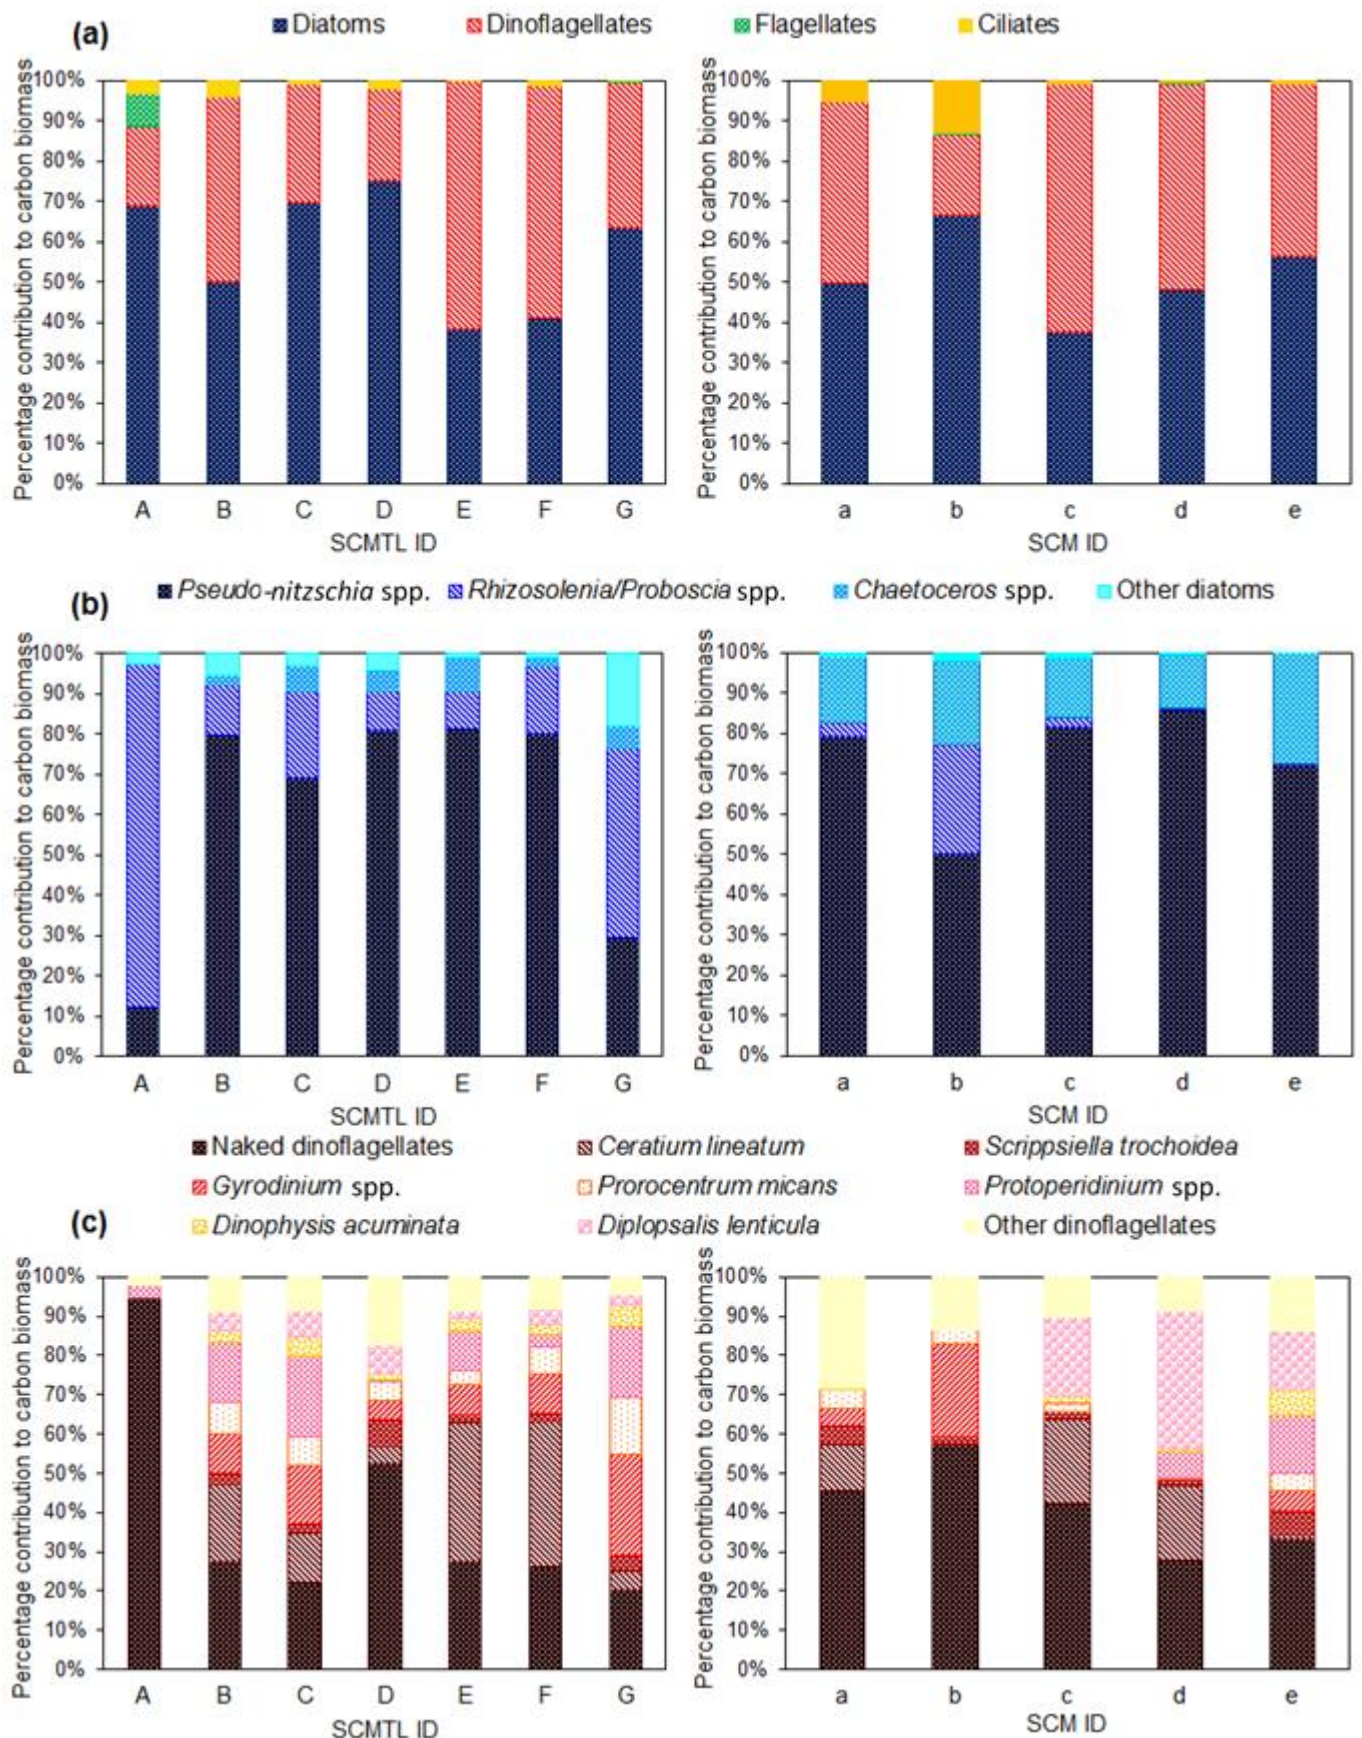 (a)
Diatoms Dinoflagellates Flagellates Ciliates
Percentage contribution to carbon biomass
100%
90%
80%
70%
60%
50%
40%
30%
20%
10%
0%
A B C D E F G
SCMTL ID
Percentage contribution to carbon biomass
100%
90%
80%
70%
60%
50%
40%
30%
20%
10%
0%
a b c d e
SCM ID
(b)
Pseudo-nitzschia spp. Rhizosolenia/Proboscia spp. Chaetoceros spp. Other diatoms
Percentage contribution to carbon biomass
100%
90%
80%
70%
60%
50%
40%
30%
20%
10%
0%
A B C D E F G
SCMTL ID
Percentage contribution to carbon biomass
100%
90%
80%
70%
60%
50%
40%
30%
20%
10%
0%
a b c d e
SCM ID
Naked dinoflagellates Ceratium lineatum Scrippsiella trochoidea
Gyrodinium spp. Prorocentrum micans Protoperidinium spp.
(c)
Dinophysis acuminata Diplopsalis lenticula Other dinoflagellates
Percentage contribution to carbon biomass
100%
90%
80%
70%
60%
50%
40%
30%
20%
10%
0%
A B C D E F G
SCMTL ID
Percentage contribution to carbon biomass
100%
90%
80%
70%
60%
50%
40%
30%
20%
10%
0%
a b c d e
SCM ID